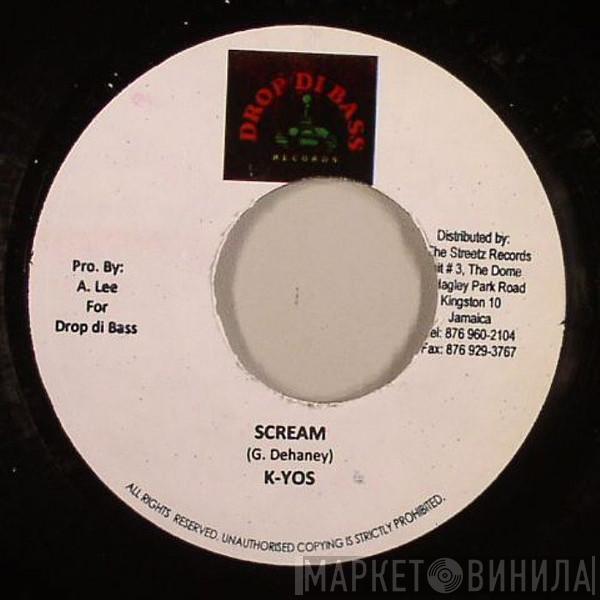 DROP DI BASS
RECORDS
Pro. By:
A. Lee
For
Drop di Bass
Distributed by:
The Streetz Records
# 3, The Dome
Hagley Park Road
Kingston 10
Jamaica
el: 876 960-2104
Fax: 876 929-3767
SCREAM
(G. Dehaney)
K-YOS
ALL RIGHTS RESERVED. UNAUTHORISED COPYING IS STRICTLY PROHIBITED.
МАРКЕТ ВИНИЛА